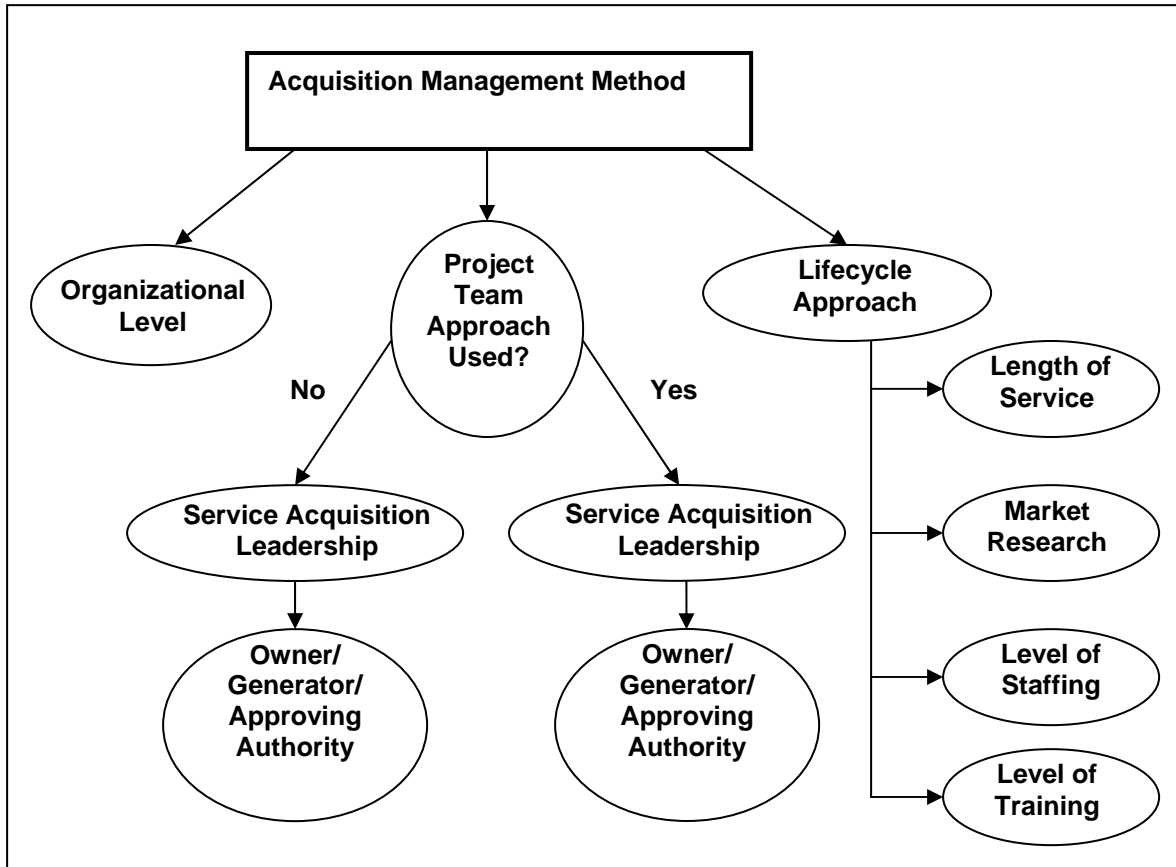 Acquisition Management Method
Organizational
Level
Project
Team
Approach
Used?
Lifecycle
Approach
No
Yes
Length of
Service
Service Acquisition
Leadership
Service Acquisition
Leadership
Market
Research
Owner/
Generator/
Approving
Authority
Owner/
Generator/
Approving
Authority
Level of
Staffing
Level of
Training